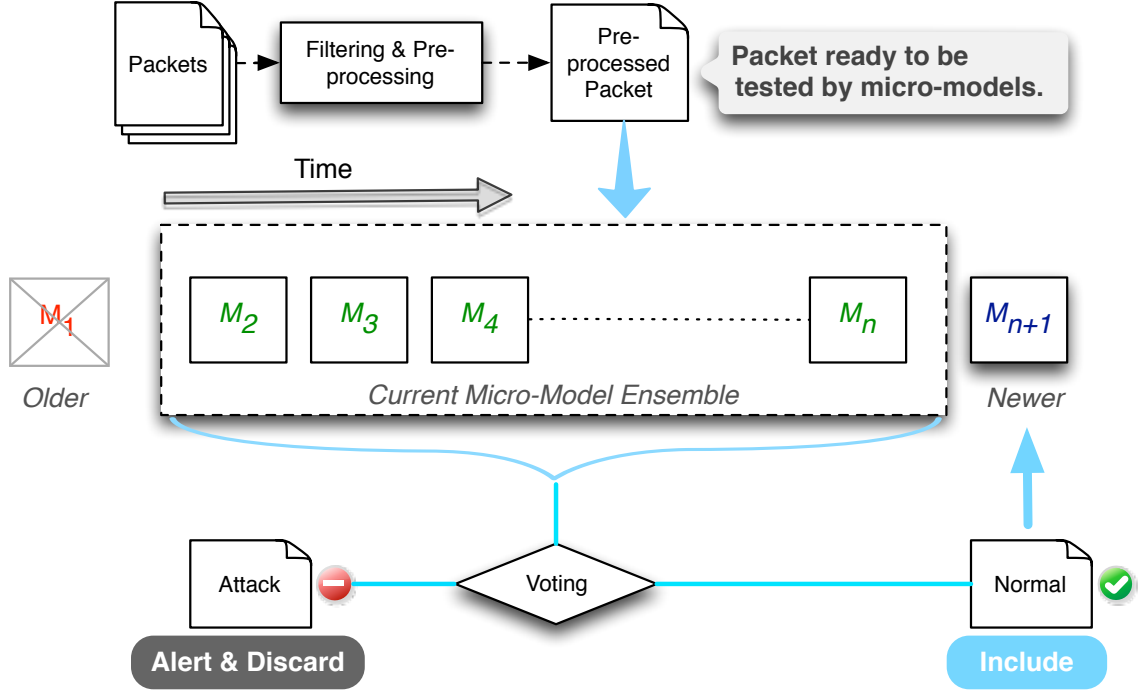 Packets
Filtering & Pre-
processing
Pre-
processed
Packet
Packet ready to be
tested by micro-models.
Time
M1
M2
M3
M4
Mn
Mn+1
Older
Current Micro-Model Ensemble
Newer
Attack
Voting
Normal
Alert & Discard
Include